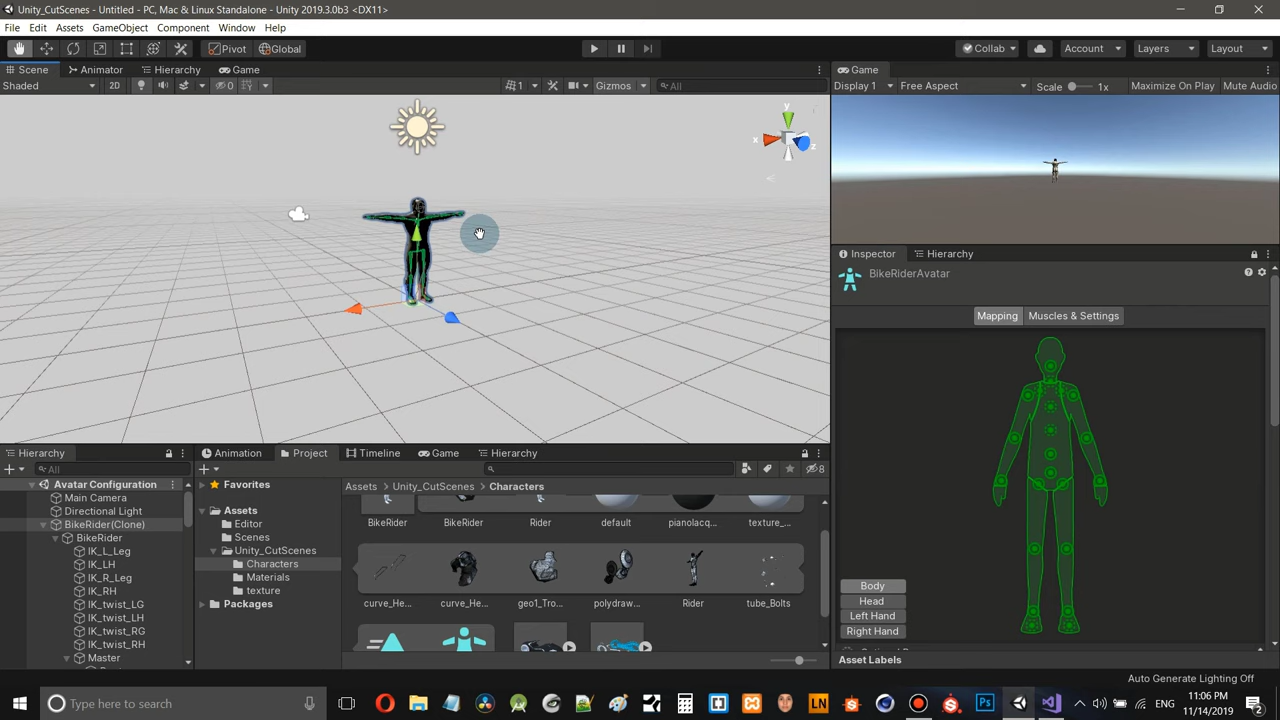 Unity_CutScenes - Untitled - PC, Mac & Linux Standalone - Unity 2019.3.0b3 <DX11>
File Edit Assets GameObject Component Window Help
Pivot Global Collab Account Layers Layout
Scene Animator Hierarchy Game
Shaded 2D 0 1 Gizmos All
y
x
z
Game
Display 1 Free Aspect Scale 1x Maximize On Play Mute Audio
Inspector Hierarchy
BikeRiderAvatar
Mapping Muscles & Settings
Body
Head
Left Hand
Right Hand
Asset Labels
Hierarchy
All
Avatar Configuration
Main Camera
Directional Light
BikeRider(Clone)
BikeRider
IK_L_Leg
IK_LH
IK_R_Leg
IK_RH
IK_twist_LG
IK_twist_LH
IK_twist_RG
IK_twist_RH
Master
Animation Project Timeline Game Hierarchy
8
Favorites
Assets
Editor
Scenes
Unity_CutScenes
Characters
Materials
texture
Packages
Assets Unity_CutScenes Characters
BikeRider BikeRider Rider default pianolacq... texture_...
curve_He... curve_He... geo1_Tro... polydraw... Rider tube_Bolts
Auto Generate Lighting Off
Type here to search
LN
Ps
ENG
11:06 PM
11/14/2019
2